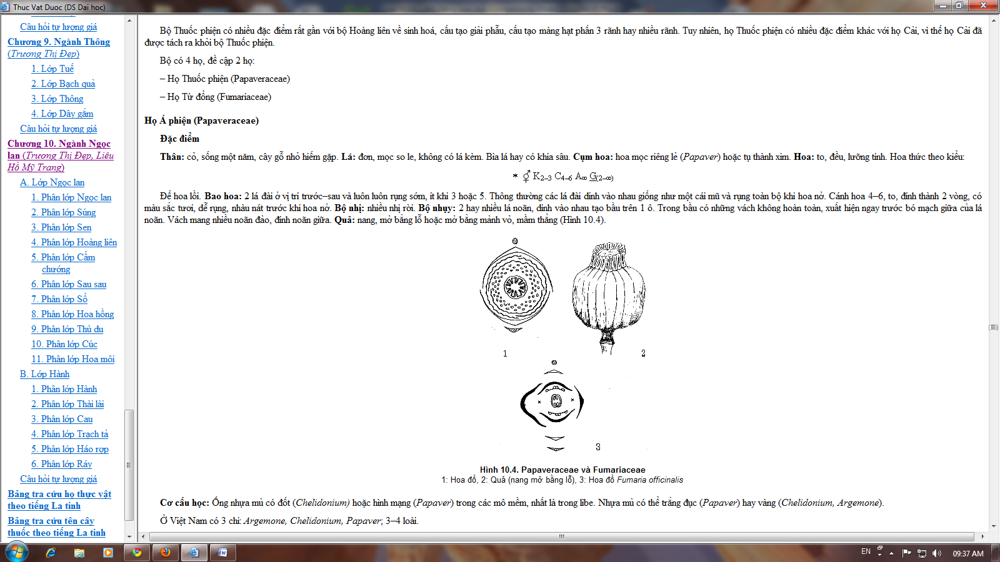 Thuc Vat Duoc (DS Dai hoc)
Câu hỏi tự lượng giá
Chương 9. Ngành Thông
(Trương Thị Đẹp)
1. Lớp Tuế
2. Lớp Bạch quả
3. Lớp Thông
4. Lớp Dây gắm
Câu hỏi tự lượng giá
Chương 10. Ngành Ngọc
lan (Trương Thị Đẹp, Liêu
Hồ Mỹ Trang)
A. Lớp Ngọc lan
1. Phân lớp Ngọc lan
2. Phân lớp Súng
3. Phân lớp Sen
4. Phân lớp Hoàng liên
5. Phân lớp Cẩm
chướng
6. Phân lớp Sau sau
7. Phân lớp Sổ
8. Phân lớp Hoa hồng
9. Phân lớp Thù du
10. Phân lớp Cúc
11. Phân lớp Hoa môi
B. Lớp Hành
1. Phân lớp Hành
2. Phân lớp Thài lài
3. Phân lớp Cau
4. Phân lớp Trạch tả
5. Phân lớp Háo rợp
6. Phân lớp Ráy
Câu hỏi tự lượng giá
Bảng tra cứu họ thực vật
theo tiếng La tinh
Bảng tra cứu tên cây
thuốc theo tiếng La tinh
Bộ Thuốc phiện có nhiều đặc điểm rất gần với bộ Hoàng liên về sinh hoá, cấu tạo giải phẫu, cấu tạo màng hạt phấn 3 rãnh hay nhiều rãnh. Tuy nhiên, họ Thuốc phiện có nhiều đặc điểm khác với họ Cải, vì thế họ Cải đã
được tách ra khỏi bộ Thuốc phiện.
Bộ có 4 họ, đề cập 2 họ:
– Họ Thuốc phiện (Papaveraceae)
– Họ Từ đổng (Fumariaceae)
Họ Á phiện (Papaveraceae)
Đặc điểm
Thân: cỏ, sống một năm, cây gỗ nhỏ hiếm gặp. Lá: đơn, mọc so le, không có lá kèm. Bìa lá hay có khía sâu. Cụm hoa: hoa mọc riêng lẻ (Papaver) hoặc tụ thành xim. Hoa: to, đều, lưỡng tính. Hoa thức theo kiểu:
* ⚥ K2–3 C4–6 A∞ G(2–∞)
Đế hoa lồi. Bao hoa: 2 lá đài ở vị trí trước–sau và luôn luôn rụng sớm, ít khi 3 hoặc 5. Thông thường các lá đài dính vào nhau giống như một cái mũ và rụng toàn bộ khi hoa nở. Cánh hoa 4–6, to, đính thành 2 vòng, có
màu sắc tươi, dễ rụng, nhàu nát trước khi hoa nở. Bộ nhị: nhiều nhị rời. Bộ nhụy: 2 hay nhiều lá noãn, dính vào nhau tạo bầu trên 1 ô. Trong bầu có những vách không hoàn toàn, xuất hiện ngay trước bó mạch giữa của lá
noãn. Vách mang nhiều noãn đảo, đính noãn giữa. Quả: nang, mở bằng lỗ hoặc mở bằng mảnh vỏ, mầm thẳng (Hình 10.4).
1
2
3
Hình 10.4. Papaveraceae và Fumariaceae
1: Hoa đồ, 2: Quả (nang mở bằng lỗ), 3: Hoa đồ Fumaria officinalis
Cơ cấu học: Ống nhựa mủ có đốt (Chelidonium) hoặc hình mạng (Papaver) trong các mô mềm, nhất là trong libe. Nhựa mủ có thể trắng đục (Papaver) hay vàng (Chelidonium, Argemone).
Ở Việt Nam có 3 chi: Argemone, Chelidonium, Papaver; 3–4 loài.
EN
09:37 AM